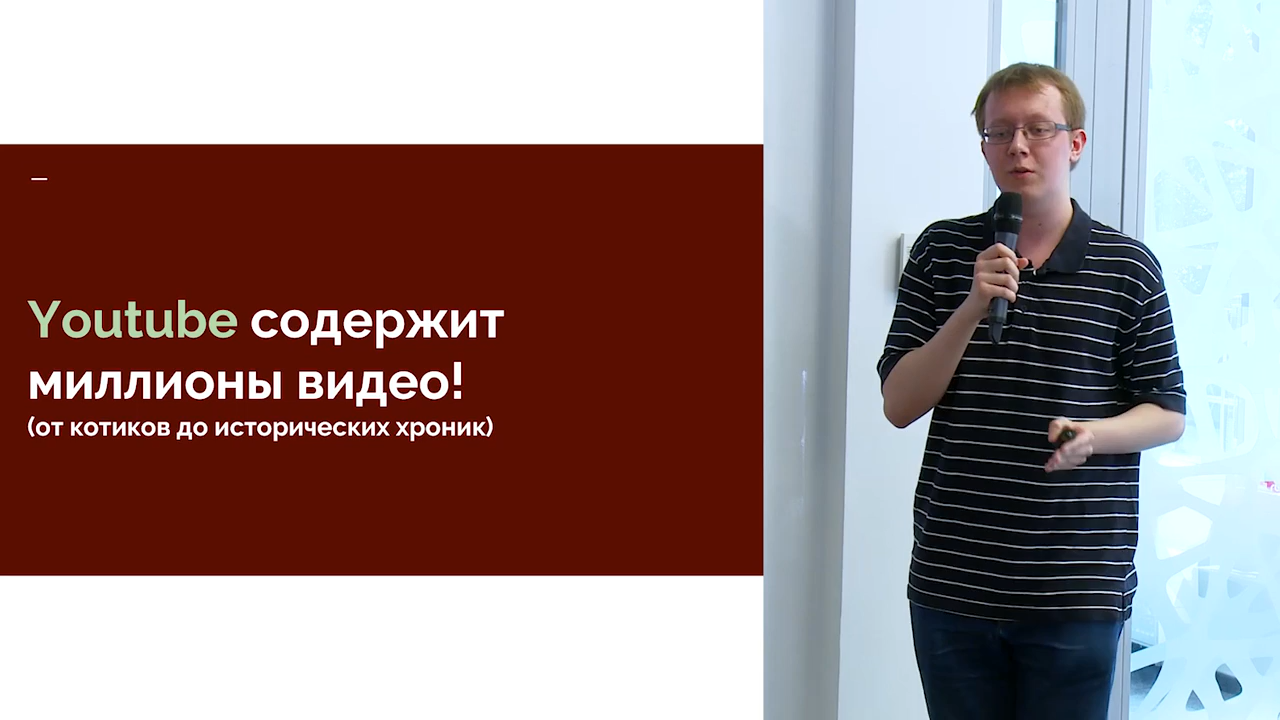 Youtube содержит
миллионы видео!
(от котиков до исторических хроник)